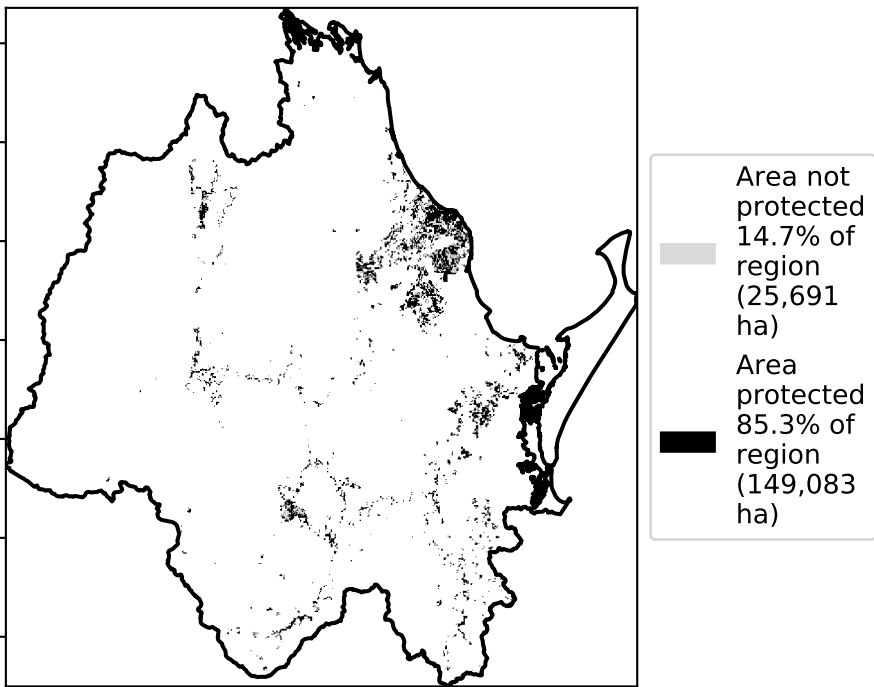 Area not
protected
14.7% of
region
(25,691
ha)
Area
protected
85.3% of
region
(149,083
ha)